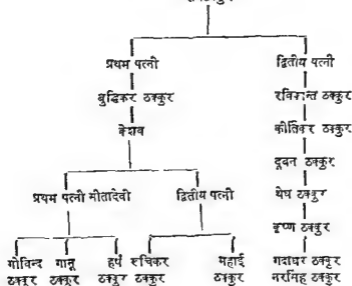 प्रथम पत्नी द्वितीय पत्नी
बुद्धिकर ठक्कुर रविकान्त ठक्कुर
केशव कीर्तिकर ठक्कुर
दूबन ठक्कुर
प्रथम पत्नी मीतादेवी द्वितीय पत्नी येघ ठक्कुर
कृष्ण ठक्कुर
गोविन्द गानू हर्ष रुचिकर महाई गदाधर ठक्कुर
ठक्कुर ठक्कुर ठक्कुर ठक्कुर ठक्कुर नरसिंह ठक्कुर